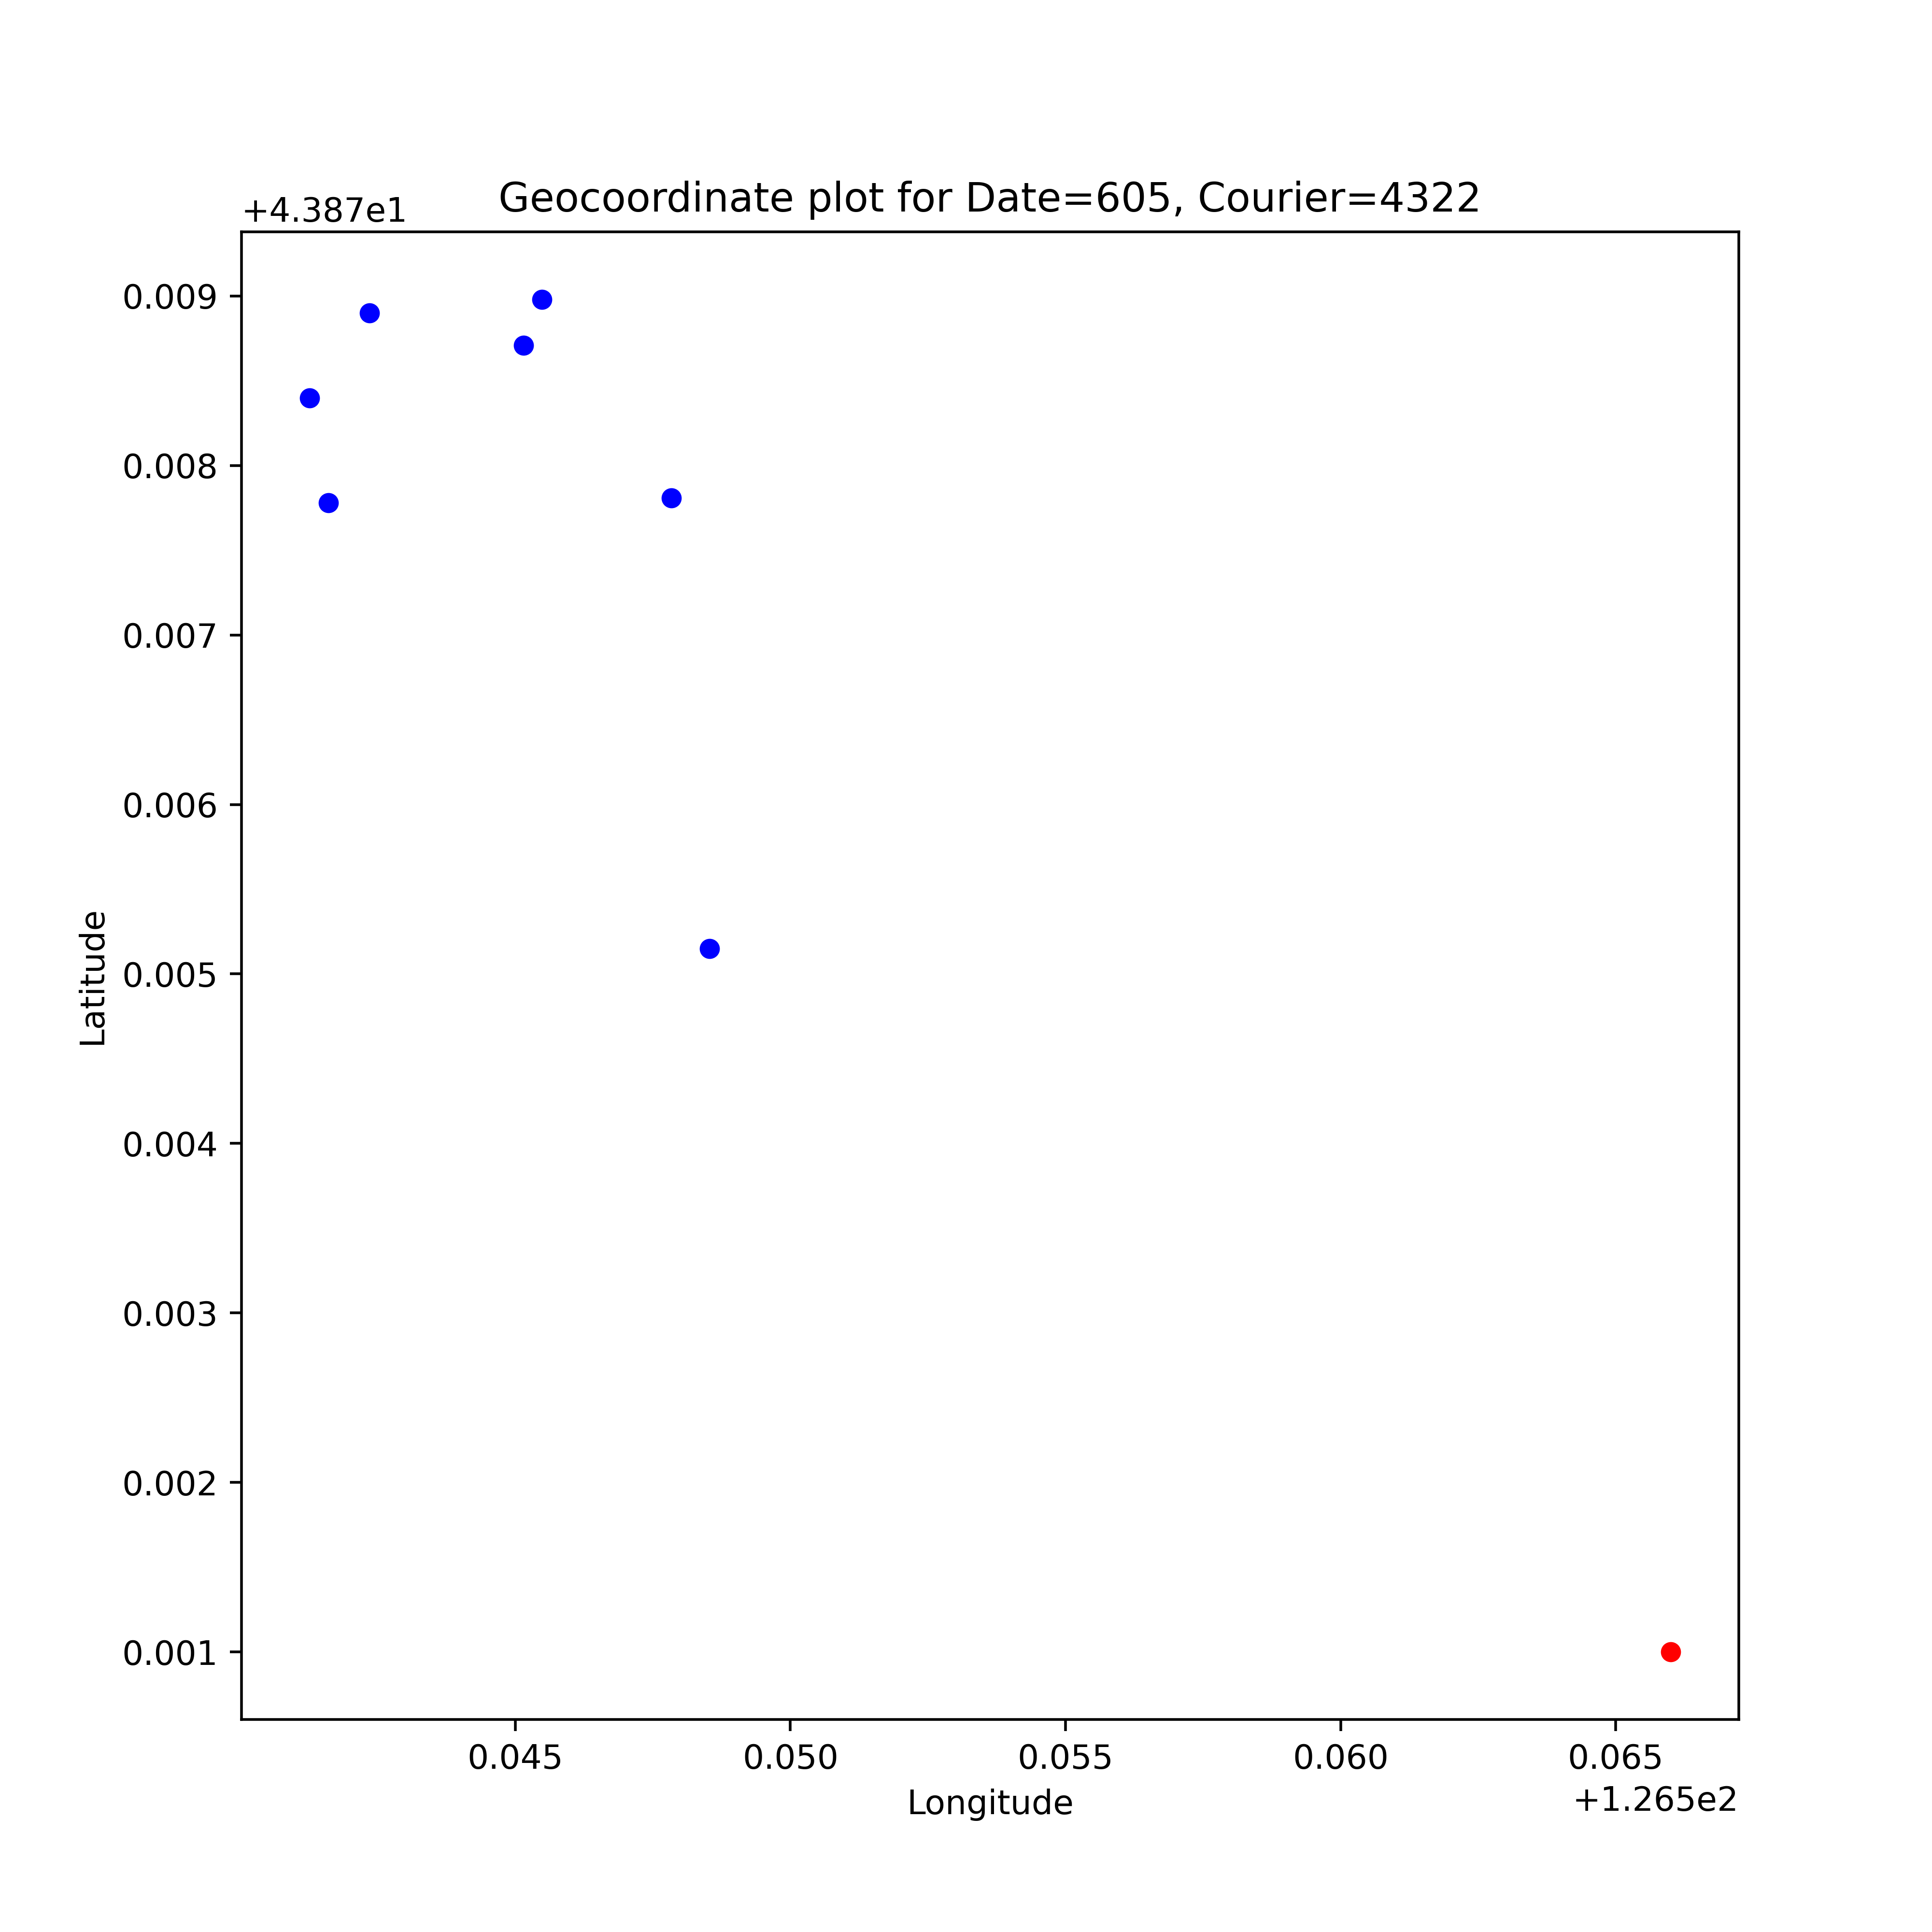 Geocoordinate plot for Date=605, Courier=4322
+4.387e1
0.009
0.008
0.007
0.006
0.005
0.004
0.003
0.002
0.001
Latitude
0.045 0.050 0.055 0.060 0.065
Longitude
+1.265e2